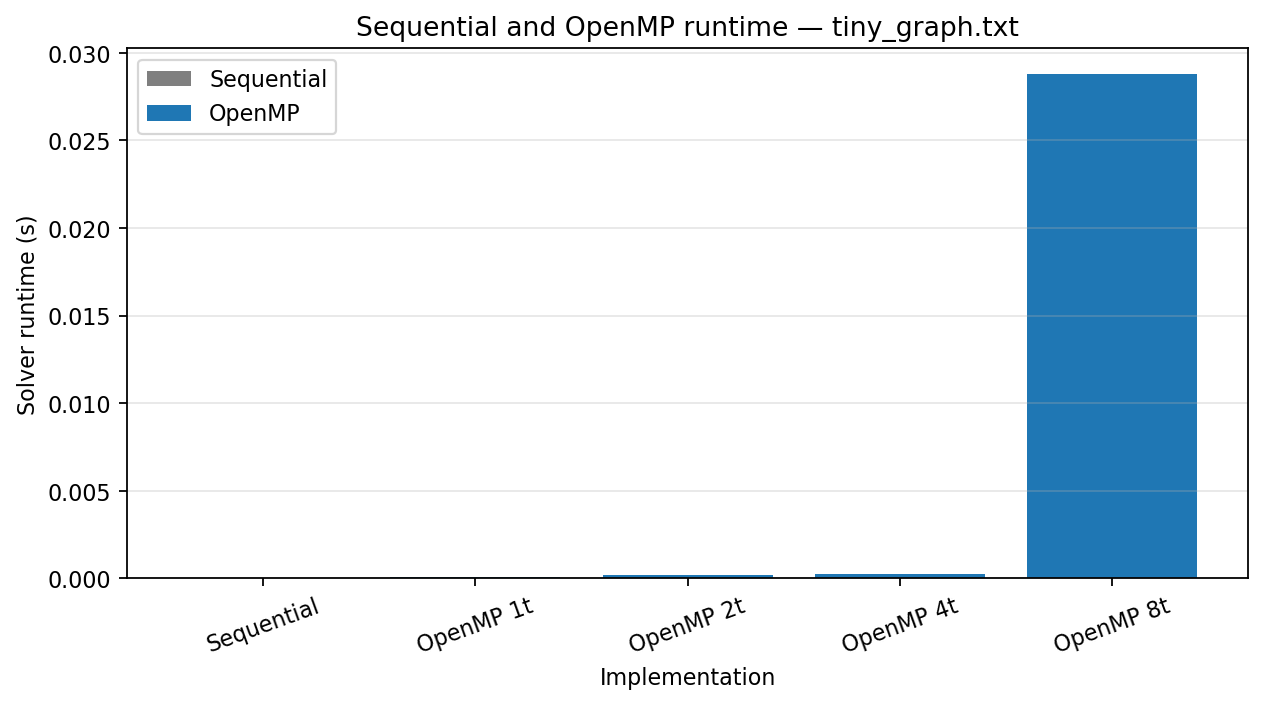 Sequential and OpenMP runtime — tiny_graph.txt
Sequential
OpenMP
Solver runtime (s)
0.030
0.025
0.020
0.015
0.010
0.005
0.000
Sequential
OpenMP 1t
OpenMP 2t
OpenMP 4t
OpenMP 8t
Implementation